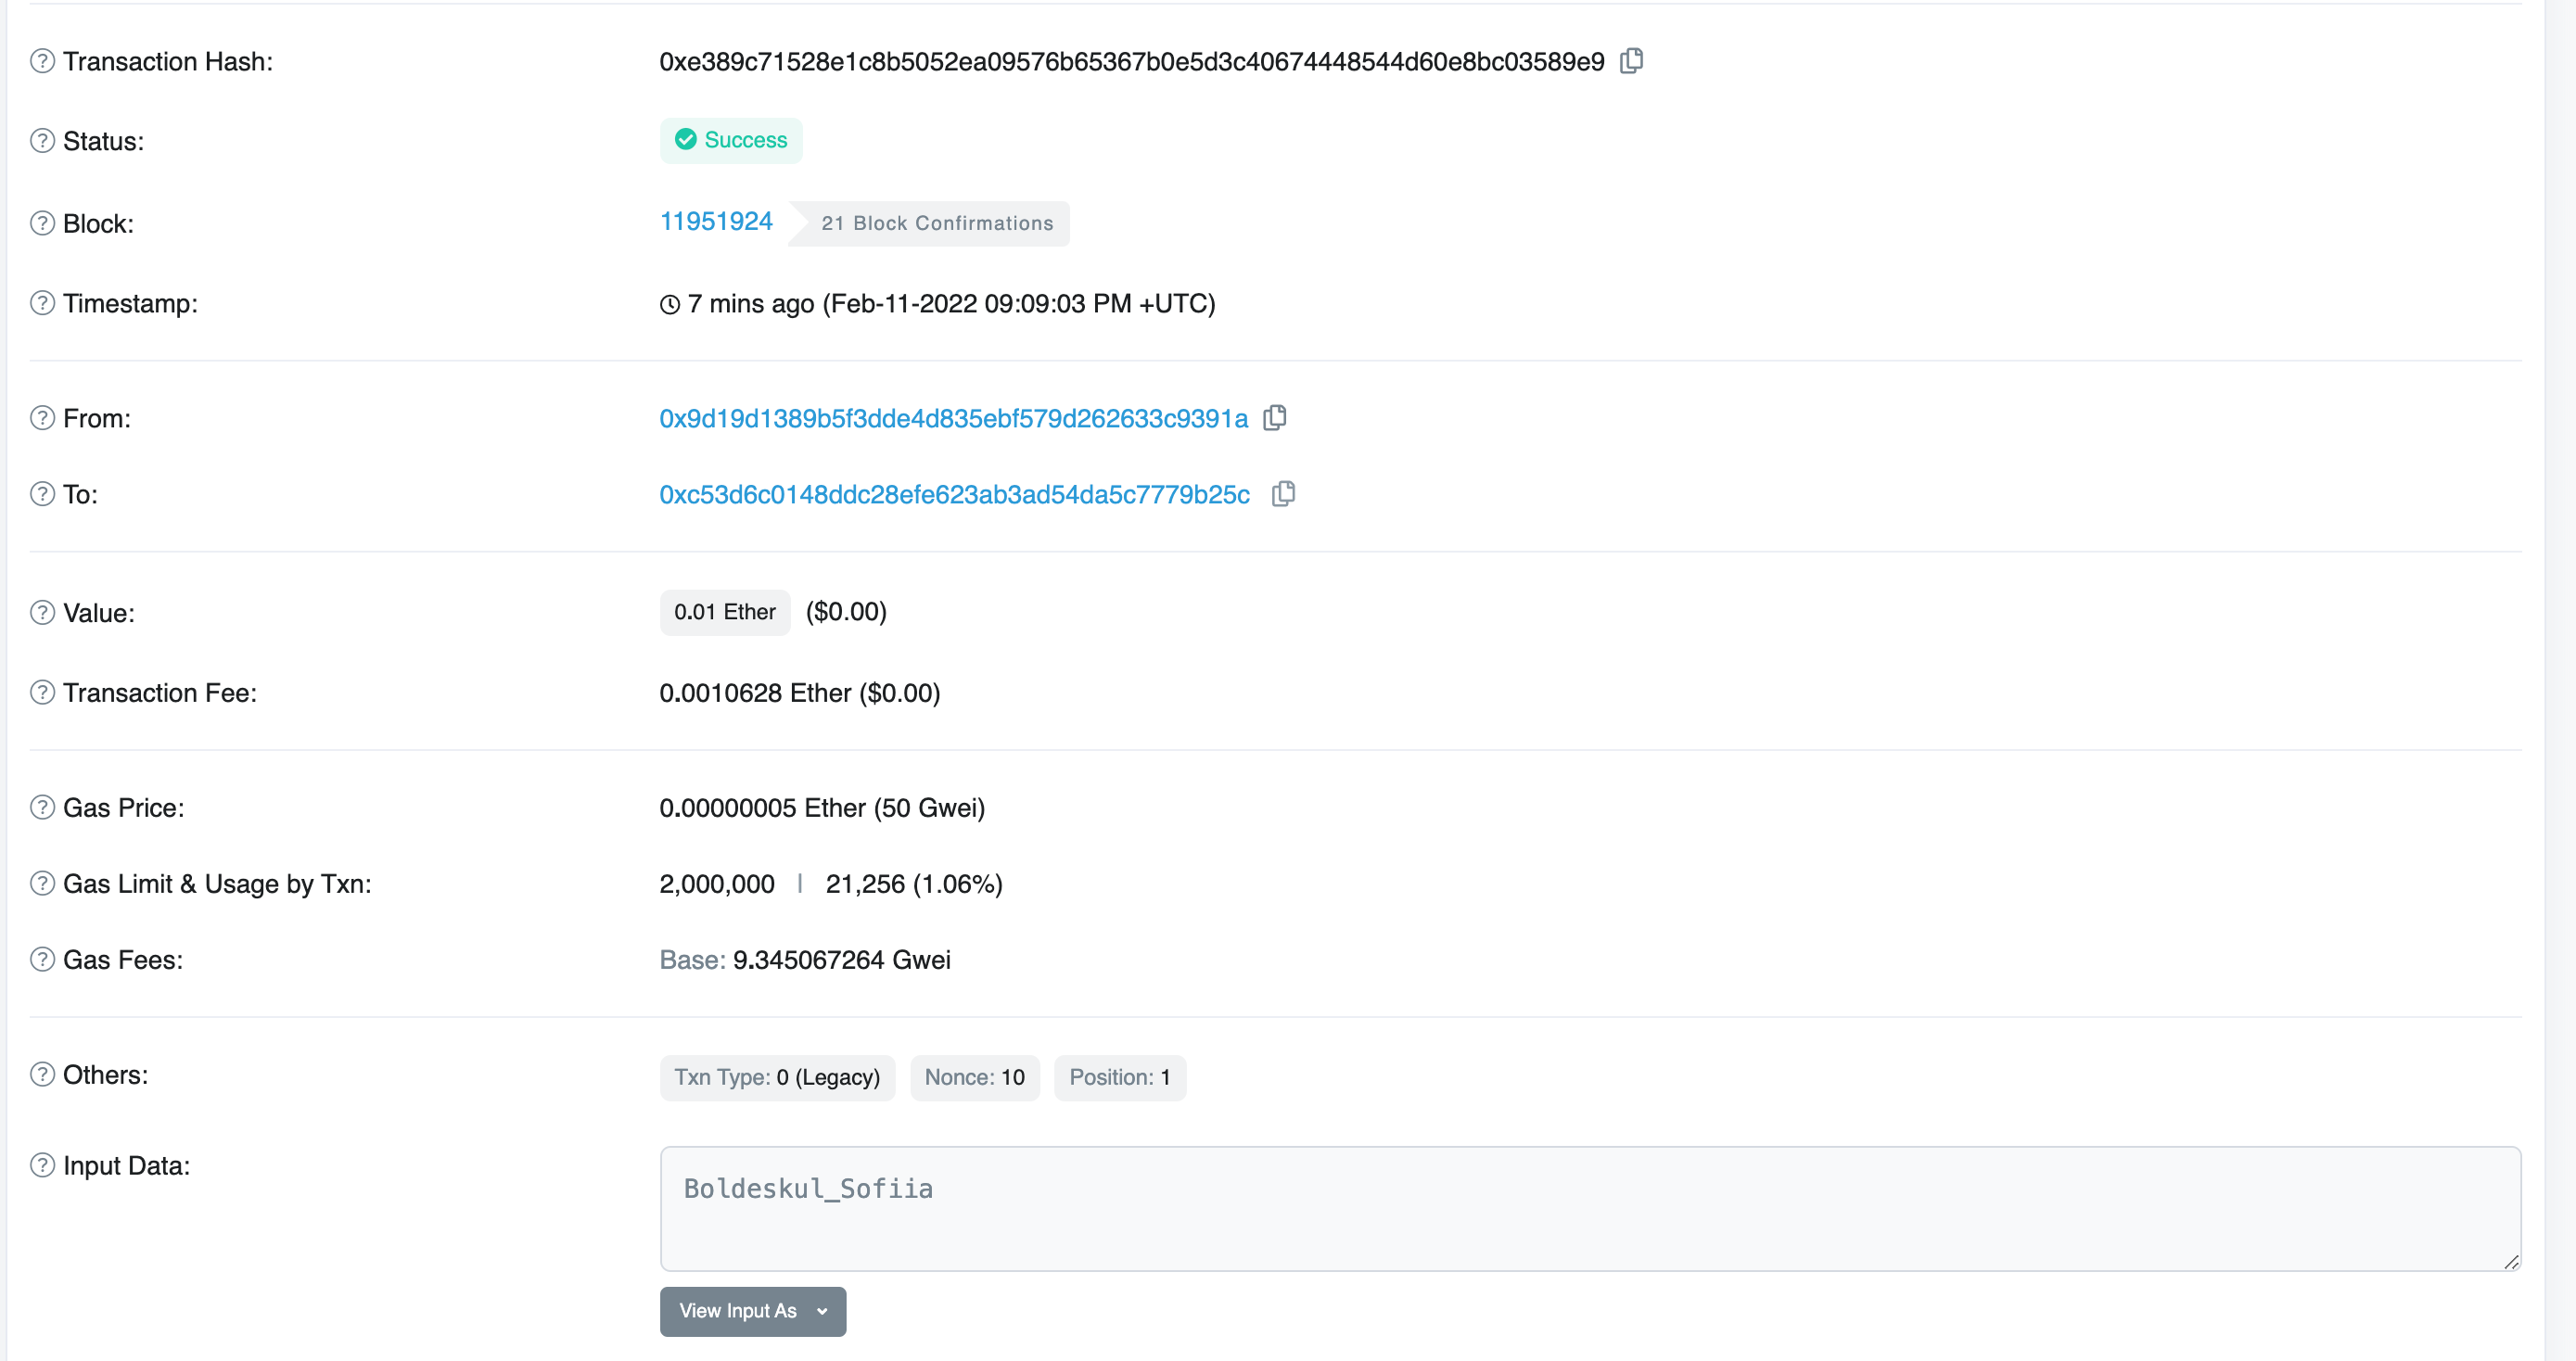 Transaction Hash: 0xe389c71528e1c8b5052ea09576b65367b0e5d3c40674448544d60e8bc03589e9
Status: Success
Block: 11951924 21 Block Confirmations
Timestamp: 7 mins ago (Feb-11-2022 09:09:03 PM +UTC)
From: 0x9d19d1389b5f3dde4d835ebf579d262633c9391a
To: 0xc53d6c0148ddc28efe623ab3ad54da5c7779b25c
Value: 0.01 Ether ($0.00)
Transaction Fee: 0.0010628 Ether ($0.00)
Gas Price: 0.00000005 Ether (50 Gwei)
Gas Limit & Usage by Txn: 2,000,000 | 21,256 (1.06%)
Gas Fees: Base: 9.345067264 Gwei
Others: Txn Type: 0 (Legacy) Nonce: 10 Position: 1
Input Data: Boldeskul_Sofiia
View Input As